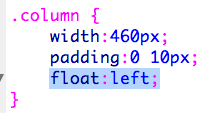 .column {
width:460px;
padding:0 10px;
float:left;
}